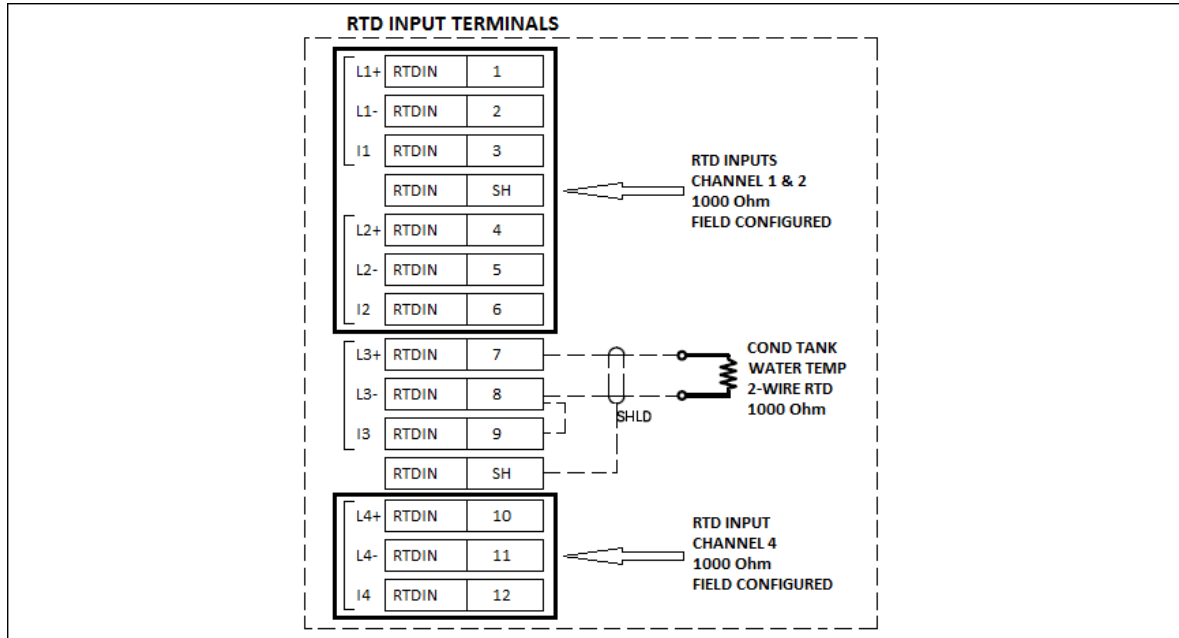 RTD INPUT TERMINALS
L1+ RTDIN 1
L1- RTDIN 2
I1 RTDIN 3
RTDIN SH
L2+ RTDIN 4
L2- RTDIN 5
I2 RTDIN 6
RTD INPUTS
CHANNEL 1 & 2
1000 Ohm
FIELD CONFIGURED
L3+ RTDIN 7
L3- RTDIN 8
I3 RTDIN 9
RTDIN SH
SHLD
COND TANK
WATER TEMP
2-WIRE RTD
1000 Ohm
L4+ RTDIN 10
L4- RTDIN 11
I4 RTDIN 12
RTD INPUT
CHANNEL 4
1000 Ohm
FIELD CONFIGURED